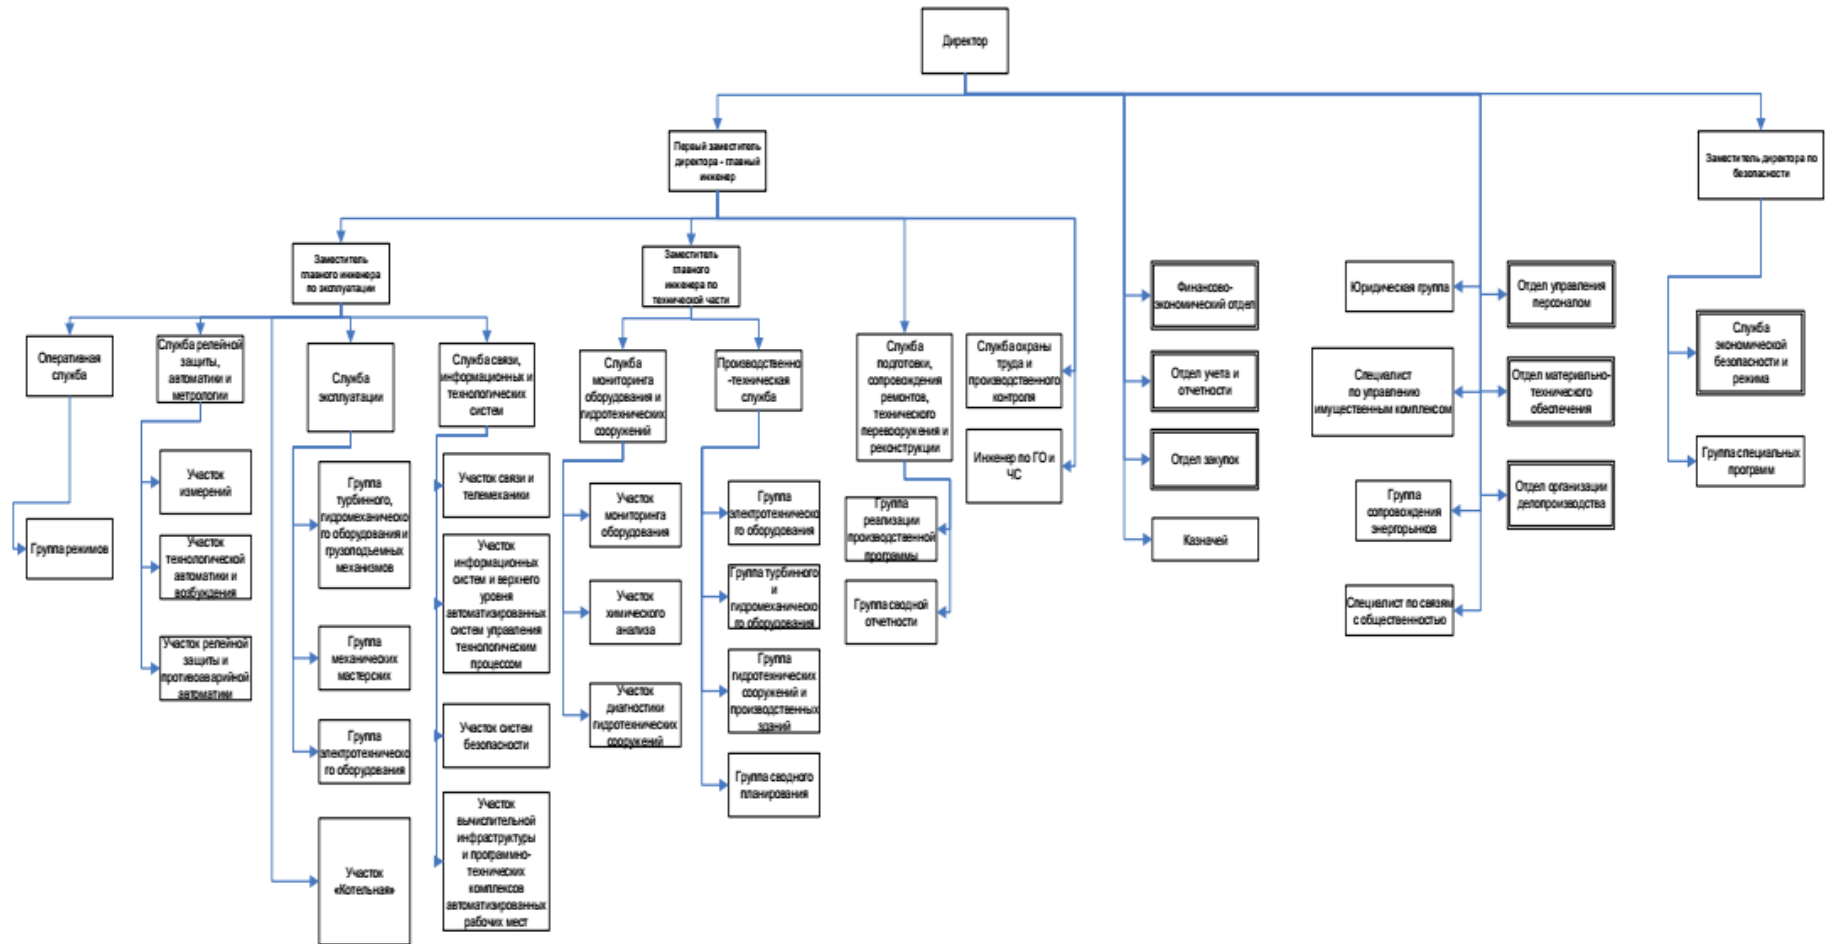 Директор
Первый заместитель
директора - главный
инженер
Заместитель директора по
безопасности
Заместитель
главного инженера
по эксплуатации
Заместитель
главного
инженера по
технической части
Оперативная
служба
Служба релейной
защиты,
автоматики и
метрологии
Служба
эксплуатации
Служба связи,
информационных и
технологических
систем
Служба
мониторинга
оборудования и
гидротехнических
сооружений
Производственно
-техническая
служба
Служба
подготовки,
сопровождения
ремонтов,
технического
перевооружения и
реконструкции
Служба охраны
труда и
производственного
контроля
Инженер по ГО и
ЧС
Финансово-
экономический отдел
Отдел учета и
отчетности
Отдел закупок
Казначей
Юридическая группа
Специалист
по управлению
имущественным комплексом
Группа
сопровождения
энергорынков
Специалист по связям
с общественностью
Отдел управления
персоналом
Отдел материально-
технического
обеспечения
Отдел организации
делопроизводства
Служба
экономической
безопасности и
режима
Группа специальных
программ
Группа режимов
Участок
измерений
Участок
технологической
автоматики и
возбуждения
Участок релейной
защиты и
противоаварийной
автоматики
Группа
турбинного,
гидромеханическо
го оборудования и
грузоподъемных
механизмов
Группа
механических
мастерских
Группа
электротехническо
го оборудования
Участок
«Котельная»
Участок связи и
телемеханики
Участок
информационных
систем и верхнего
уровня
автоматизированных
систем управления
технологическим
процессом
Участок систем
безопасности
Участок
вычислительной
инфраструктуры
и программно-
технических
комплексов
автоматизированных
рабочих мест
Участок
мониторинга
оборудования
Участок
химического
анализа
Участок
диагностики
гидротехнических
сооружений
Группа
электротехническо
го оборудования
Группа турбинного
и
гидромеханическо
го оборудования
Группа
гидротехнических
сооружений и
производственных
зданий
Группа сводного
планирования
Группа
реализации
производственной
программы
Группа сводной
отчетности